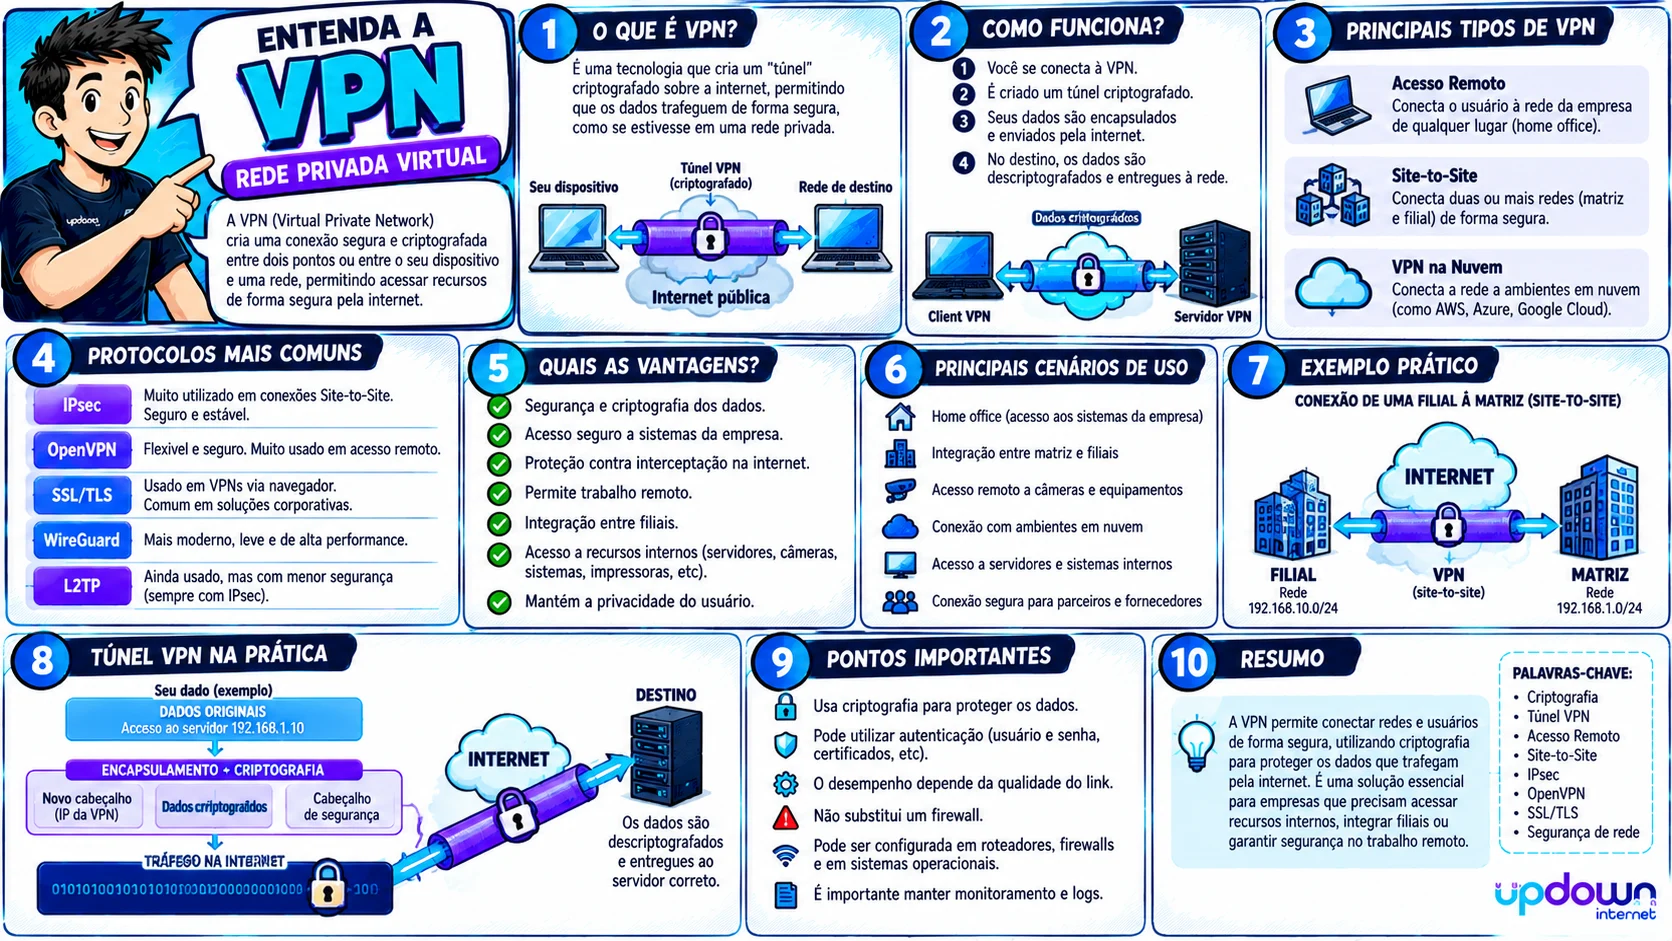 ENTENDA A
VPN
REDE PRIVADA VIRTUAL
A VPN (Virtual Private Network)
cria uma conexão segura e criptografada
entre dois pontos ou entre o seu dispositivo
e uma rede, permitindo acessar recursos
de forma segura pela internet.
1 O QUE É VPN?
É uma tecnologia que cria um "túnel"
criptografado sobre a internet, permitindo
que os dados trafeguem de forma segura,
como se estivesse em uma rede privada.
Túnel VPN
(criptografado)
Seu dispositivo
Rede de destino
Internet pública
2 COMO FUNCIONA?
1 Você se conecta à VPN.
2 É criado um túnel criptografado.
3 Seus dados são encapsulados
e enviados pela internet.
4 No destino, os dados são
descriptografados e entregues à rede.
Dados
Client VPN
Servidor VPN
3 PRINCIPAIS TIPOS DE VPN
Acesso Remoto
Conecta o usuário à rede da empresa
de qualquer lugar (home office).
Site-to-Site
Conecta duas ou mais redes (matriz
e filial) de forma segura.
VPN na Nuvem
Conecta a rede a ambientes em nuvem
(como AWS, Azure, Google Cloud).
4 PROTOCOLOS MAIS COMUNS
IPsec
Muito utilizado em conexões Site-to-Site.
Seguro e estável.
OpenVPN
Flexivel e seguro. Muito usado em acesso remoto.
SSL/TLS
Usado em VPNs via navegador.
Comum em soluções corporativas.
WireGuard
Mais moderno, leve e de alta performance.
L2TP
Ainda usado, mas com menor segurança
(sempre com IPsec).
5 QUAIS AS VANTAGENS?
Segurança e criptografia dos dados.
Acesso seguro a sistemas da empresa.
Proteção contra interceptação na internet.
Permite trabalho remoto.
Integração entre filiais.
Acesso a recursos internos (servidores, câmeras,
sistemas, impressoras, etc).
Mantém a privacidade do usuário.
6 PRINCIPAIS CENÁRIOS DE USO
Home office (acesso aos sistemas da empresa)
Integração entre matriz e filiais
Acesso remoto a câmeras e equipamentos
Conexão com ambientes em nuvem
Acesso a servidores e sistemas internos
Conexão segura para parceiros e fornecedores
7 EXEMPLO PRÁTICO
CONEXÃO DE UMA FILIAL Â MATRIZ (SITE-TO-SITE)
INTERNET
FILIAL
Rede
192.168.10.0/24
VPN
(site-to-site)
MATRIZ
Rede
192.168.1.0/24
8 TÚNEL VPN NA PRÁTICA
Seu dado (exemplo)
DADOS ORIGINAIS
Acesso ao servidor 192.168.1.10
ENCAPSULAMENTO + CRIPTOGRAFIA
Novo cabeçalho
(IP da VPN)
Dados
Cabeçalho
de segurança
TRÁFEGO NA INTERNET
INTERNET
DESTINO
Os dados são
descriptografados
e entregues ao
servidor correto.
9 PONTOS IMPORTANTES
Usa criptografia para proteger os dados.
Pode utilizar autenticação (usuário e senha,
certificados, etc).
O desempenho depende da qualidade do link.
Não substitui um firewall.
Pode ser configurada em roteadores, firewalls
e em sistemas operacionais.
É importante manter monitoramento e logs.
10 RESUMO
A VPN permite conectar redes e usuários
de forma segura, utilizando criptografia
para proteger os dados que trafegam
pela internet. É uma solução essencial
para empresas que precisam acessar
recursos internos, integrar filiais ou
garantir segurança no trabalho remoto.
PALAVRAS-CHAVE:
• Criptografia
• Túnel VPN
• Acesso Remoto
• Site-to-Site
• IPsec
• OpenVPN
• SSL/TLS
• Segurança de rede
updown
internet